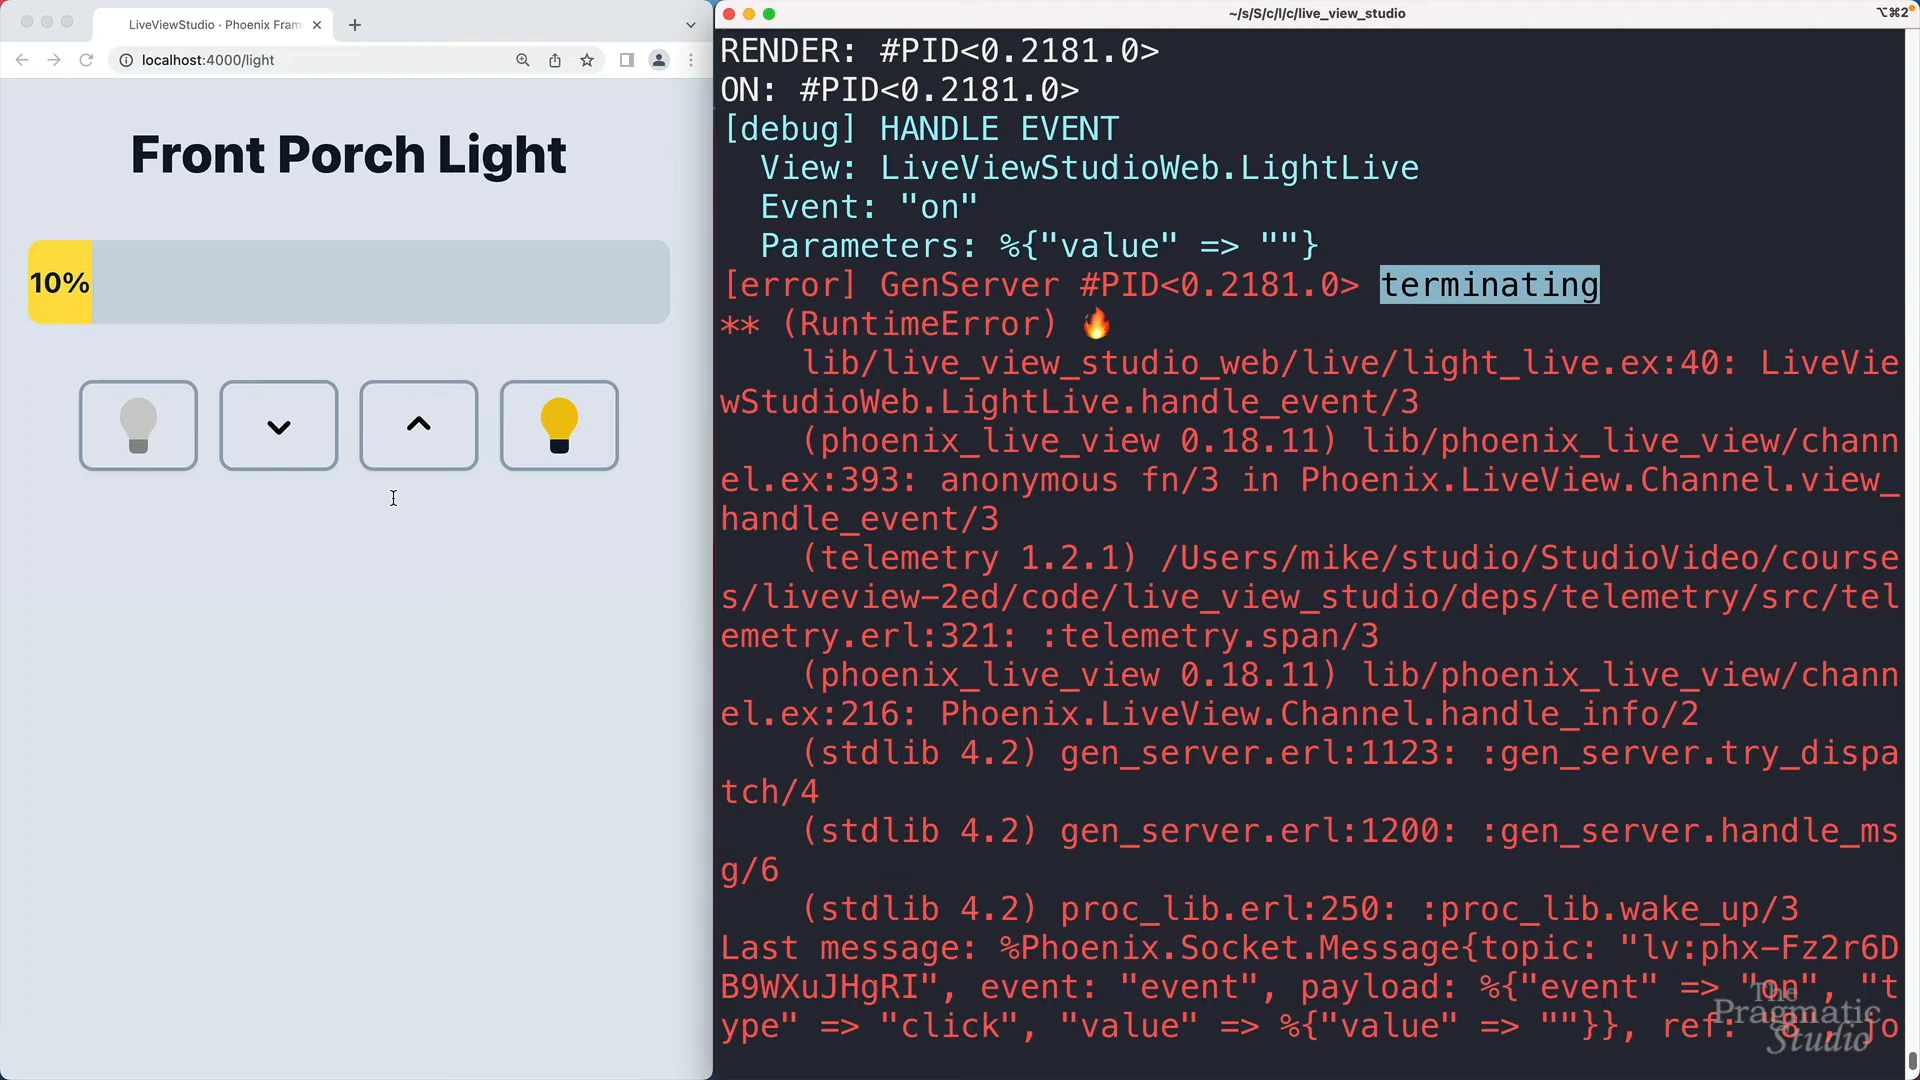 LiveViewStudio · Phoenix Fram
localhost:4000/light
Front Porch Light
10%
~/s/S/c/l/c/live_view_studio
⌥⌘2
RENDER: #PID<0.2181.0>
ON: #PID<0.2181.0>
[debug] HANDLE EVENT
View: LiveViewStudioWeb.LightLive
Event: "on"
Parameters: %{"value" => ""}
[error] GenServer #PID<0.2181.0> terminating
** (RuntimeError) 🔥
lib/live_view_studio_web/live/light_live.ex:40: LiveVie
wStudioWeb.LightLive.handle_event/3
(phoenix_live_view 0.18.11) lib/phoenix_live_view/chann
el.ex:393: anonymous fn/3 in Phoenix.LiveView.Channel.view_
handle_event/3
(telemetry 1.2.1) /Users/mike/studio/StudioVideo/course
s/liveview-2ed/code/live_view_studio/deps/telemetry/src/tel
emetry.erl:321: :telemetry.span/3
(phoenix_live_view 0.18.11) lib/phoenix_live_view/chann
el.ex:216: Phoenix.LiveView.Channel.handle_info/2
(stdlib 4.2) gen_server.erl:1123: :gen_server.try_dispa
tch/4
(stdlib 4.2) gen_server.erl:1200: :gen_server.handle_ms
g/6
(stdlib 4.2) proc_lib.erl:250: :proc_lib.wake_up/3
Last message: %Phoenix.Socket.Message{topic: "lv:phx-Fz2r6D
B9WXuJHgRI", event: "event", payload: %{"event" => "on", "t
ype" => "click", "value" => %{"value" => ""}}, ref: jo
The
Pragmatic
Studio